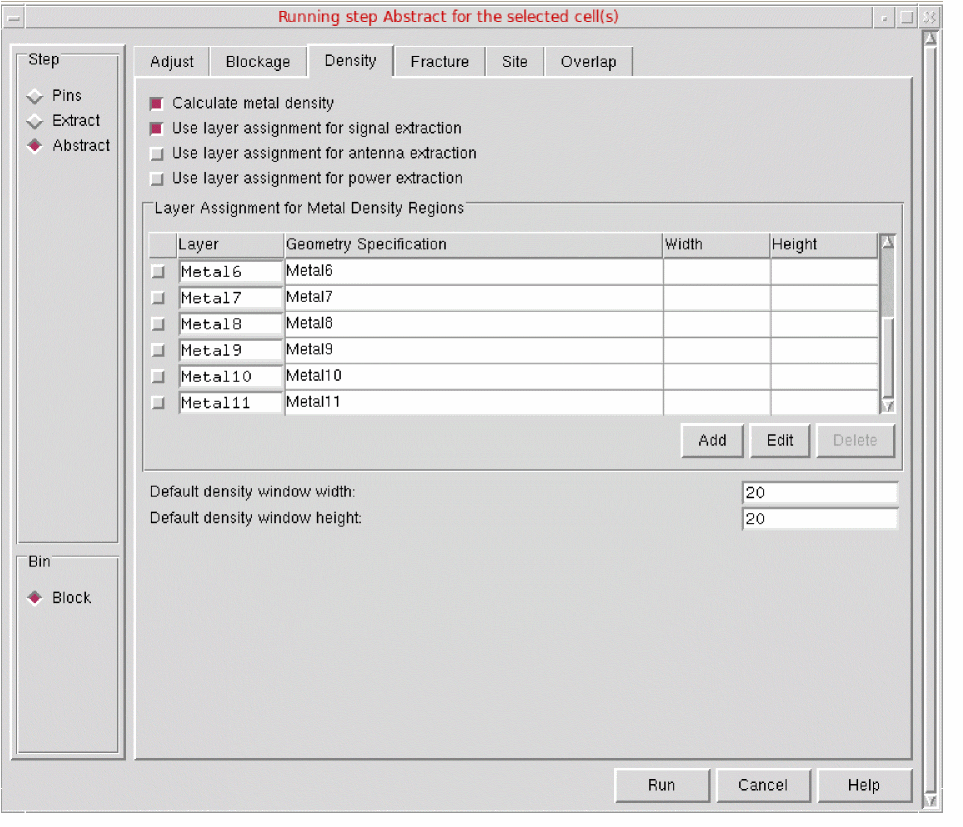 Running step Abstract for the selected cell(s)
Step
Pins
Extract
Abstract
Adjust Blockage Density Fracture Site Overlap
Calculate metal density
Use layer assignment for signal extraction
Use layer assignment for antenna extraction
Use layer assignment for power extraction
Layer Assignment for Metal Density Regions
Layer Geometry Specification Width Height
Metal6 Metal6
Metal7 Metal7
Metal8 Metal8
Metal9 Metal9
Metal10 Metal10
Metal11 Metal11
Add Edit Delete
Default density window width: 20
Default density window height: 20
Bin
Block
Run Cancel Help